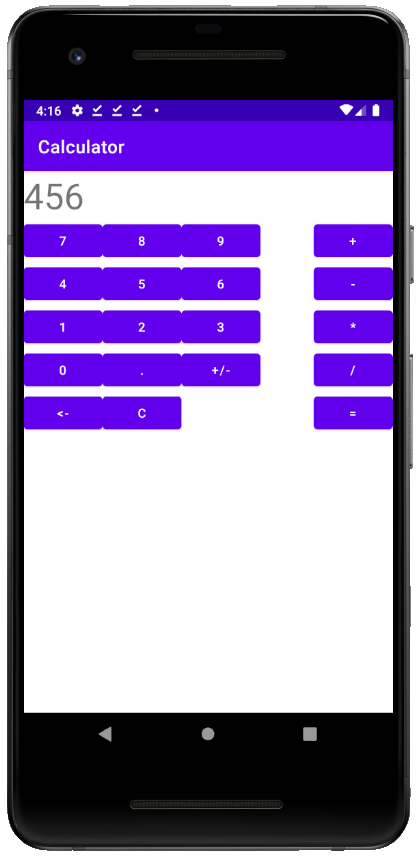 4:16
Calculator
456
7 8 9 +
4 5 6 -
1 2 3 *
0 . +/- /
<- C =